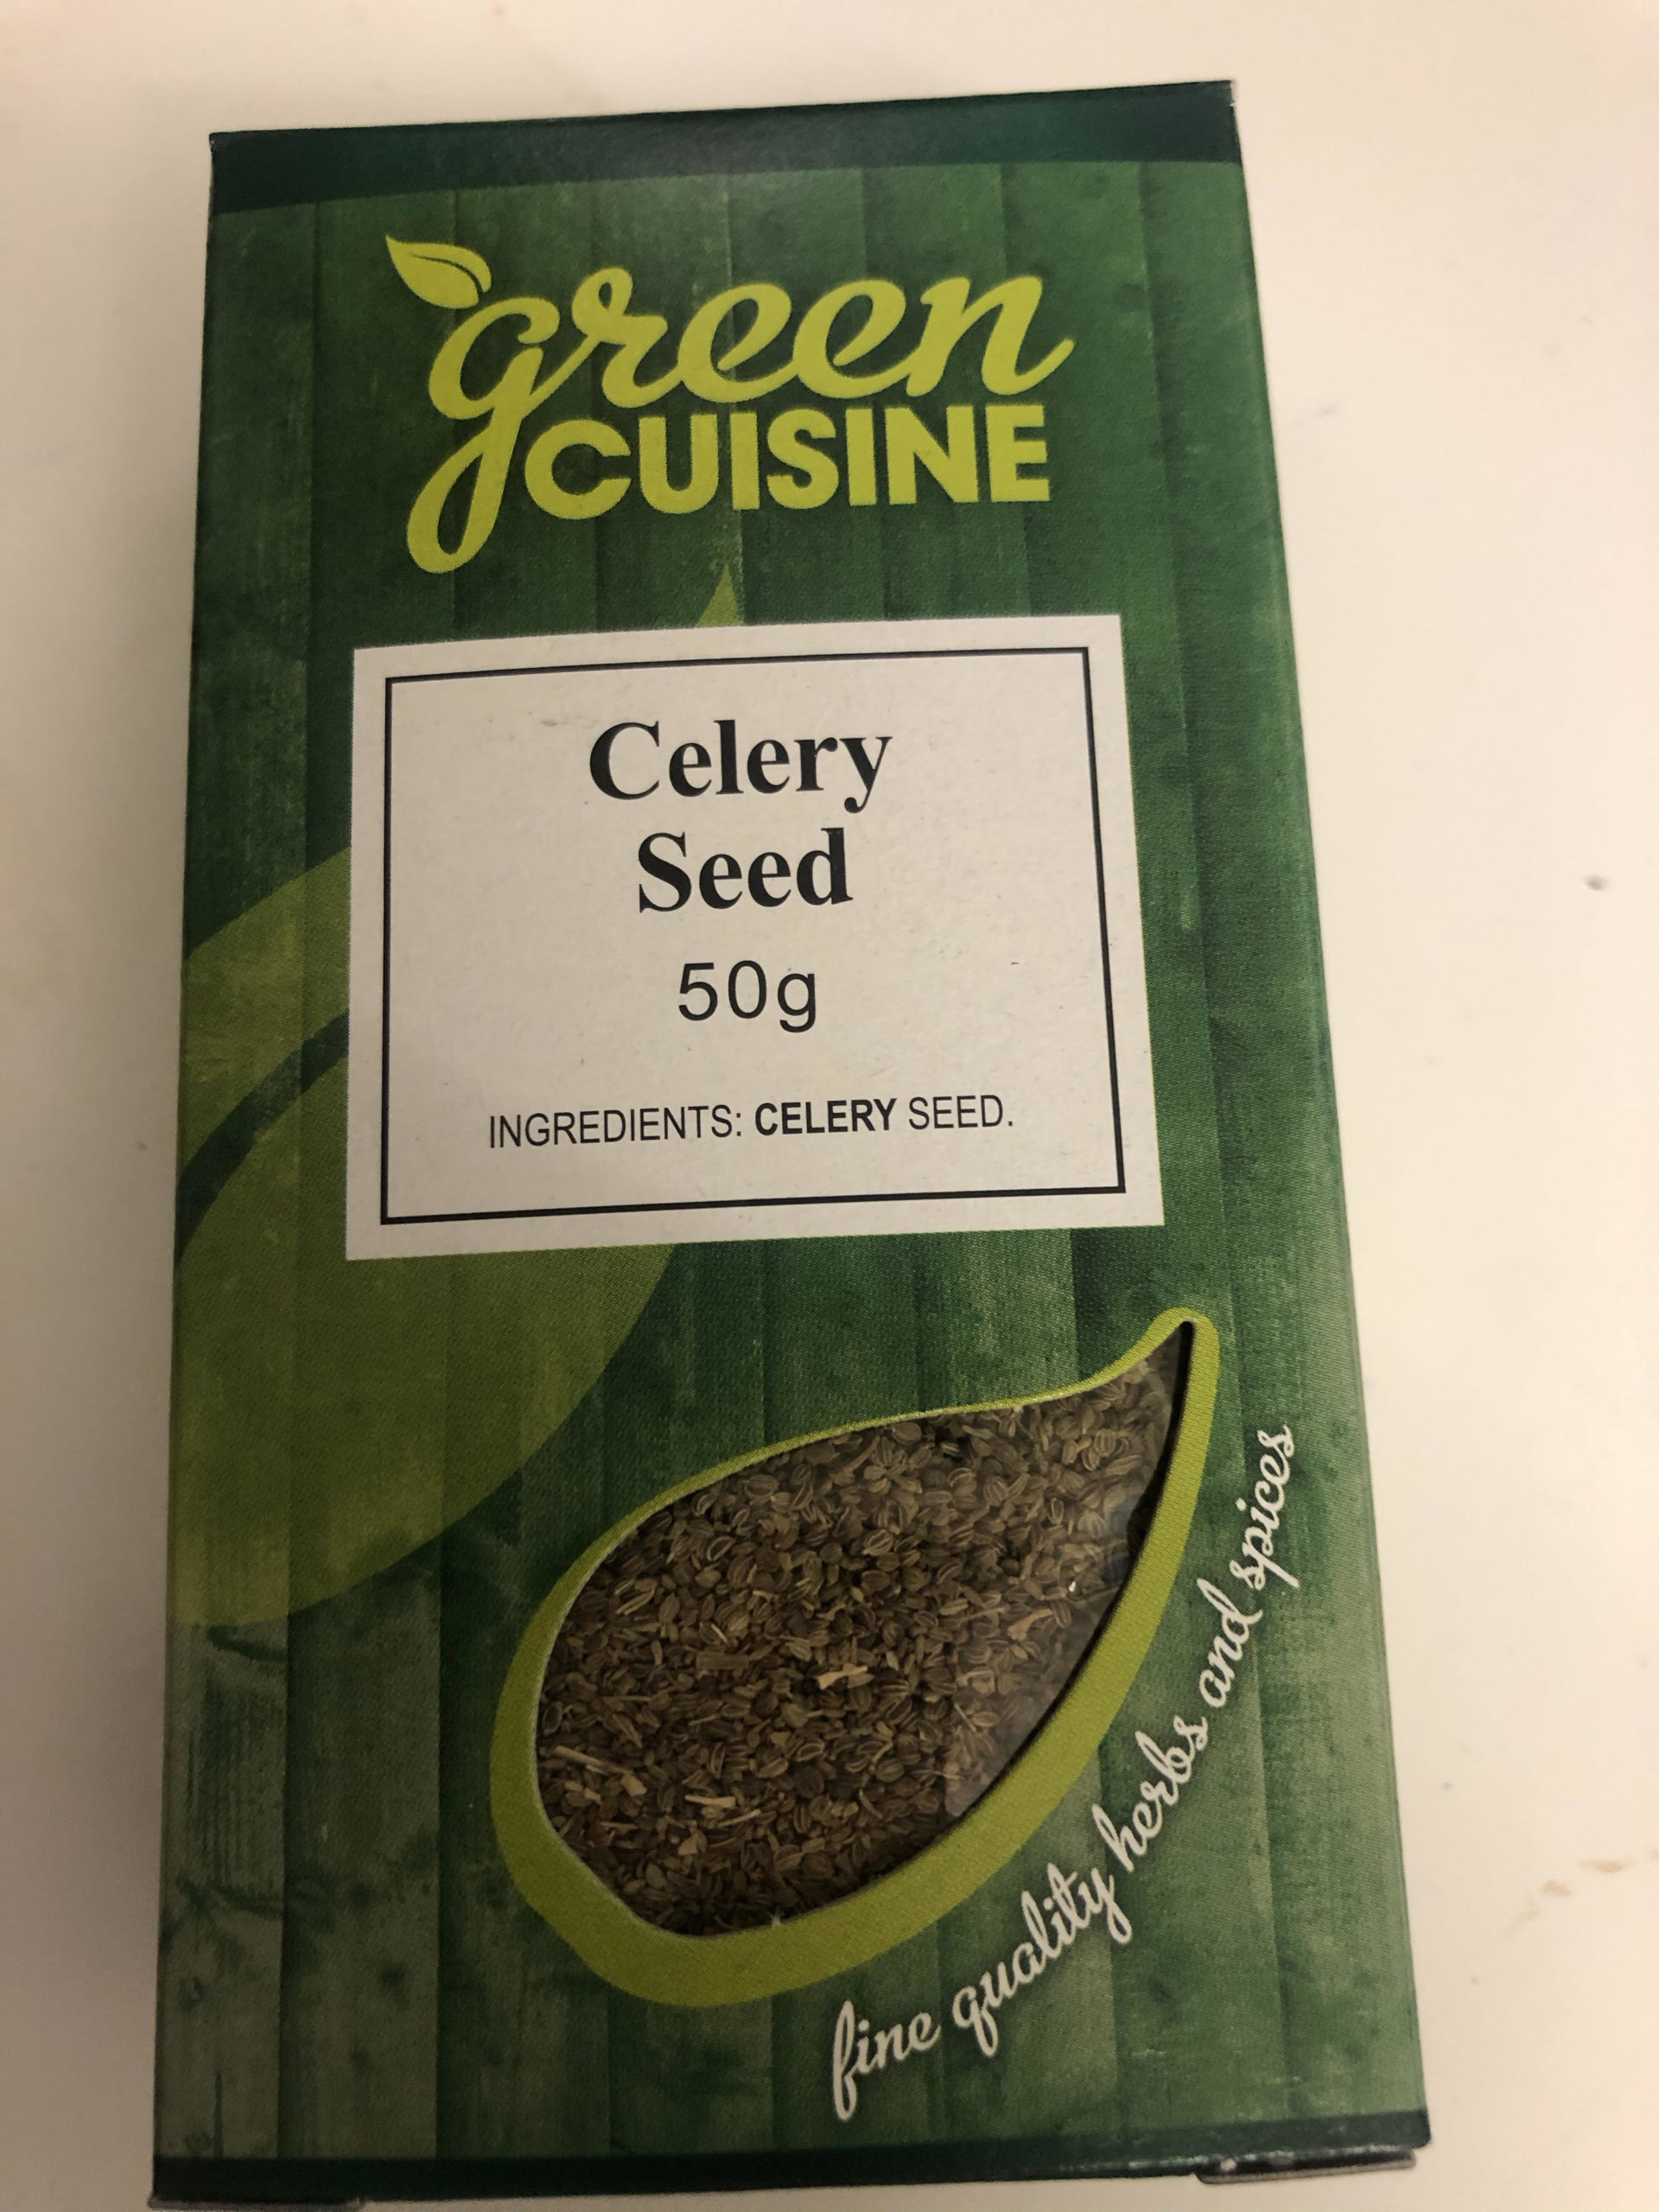 green
CUISINE
Celery
Seed
50g
INGREDIENTS: CELERY SEED.
fine quality herbs and spices